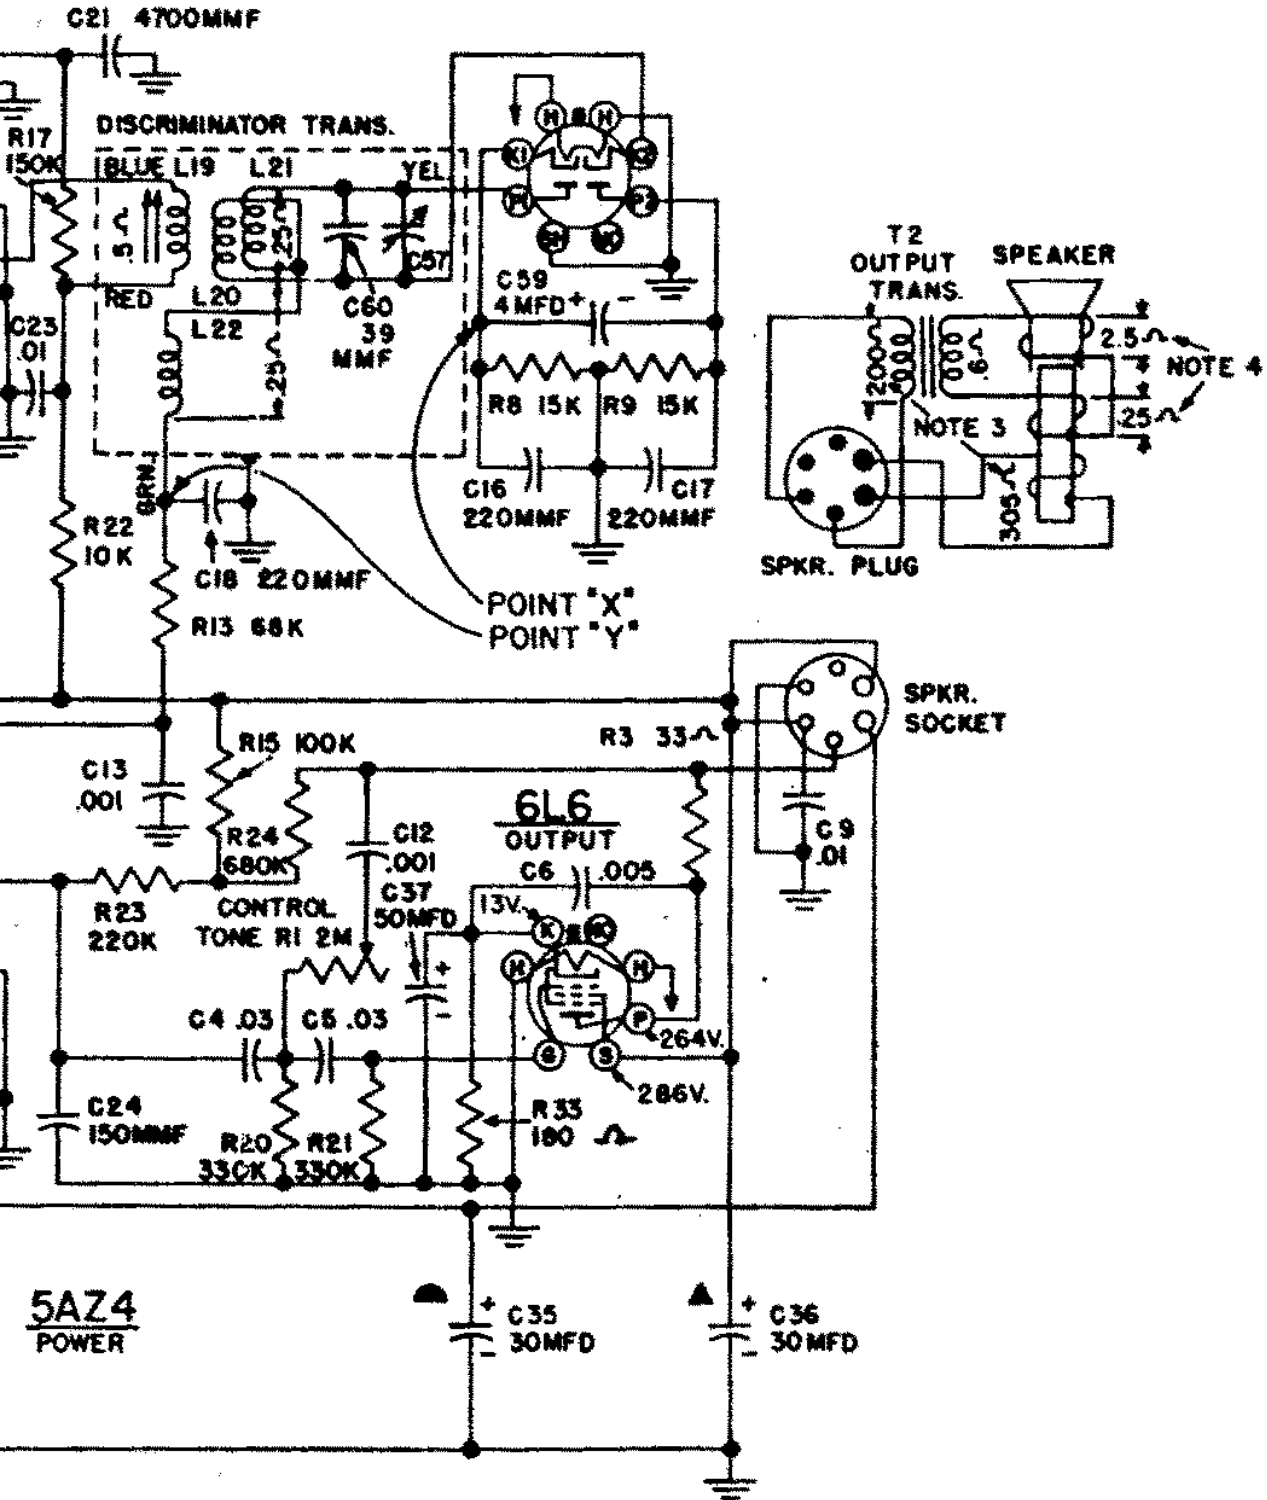 C21 4700MMF
R17
150K
DISCRIMINATOR TRANS.
BLUE L19 L21
YEL.
.5Ω
.25Ω
C57
RED
L20
L22
C60
39
MMF
.25Ω
C23
.01
H H
K1
P2
C59
4MFD + -
R8 15K R9 15K
C16
220MMF
C17
220MMF
GRN.
C18 220MMF
R22
10K
R13 68K
POINT "X"
POINT "Y"
T2
OUTPUT
TRANS.
SPEAKER
200Ω
.6Ω
2.5Ω
NOTE 4
.25Ω
NOTE 3
.305Ω
SPKR. PLUG
SPKR.
SOCKET
R3 33Ω
R15 100K
C13
.001
R24
680K
C12
.001
6L6
OUTPUT
C9
.01
C6 .005
C37
50MFD
+
-
13V.
R23
220K
CONTROL
TONE R1 2M
K NC
H H
P
264V.
G S
286V.
C4 .03 C5 .03
C24
150MMF
R20
330K
R21
330K
R33
180 Ω
5AZ4
POWER
+
C35
30MFD
-
+
C36
30MFD
-